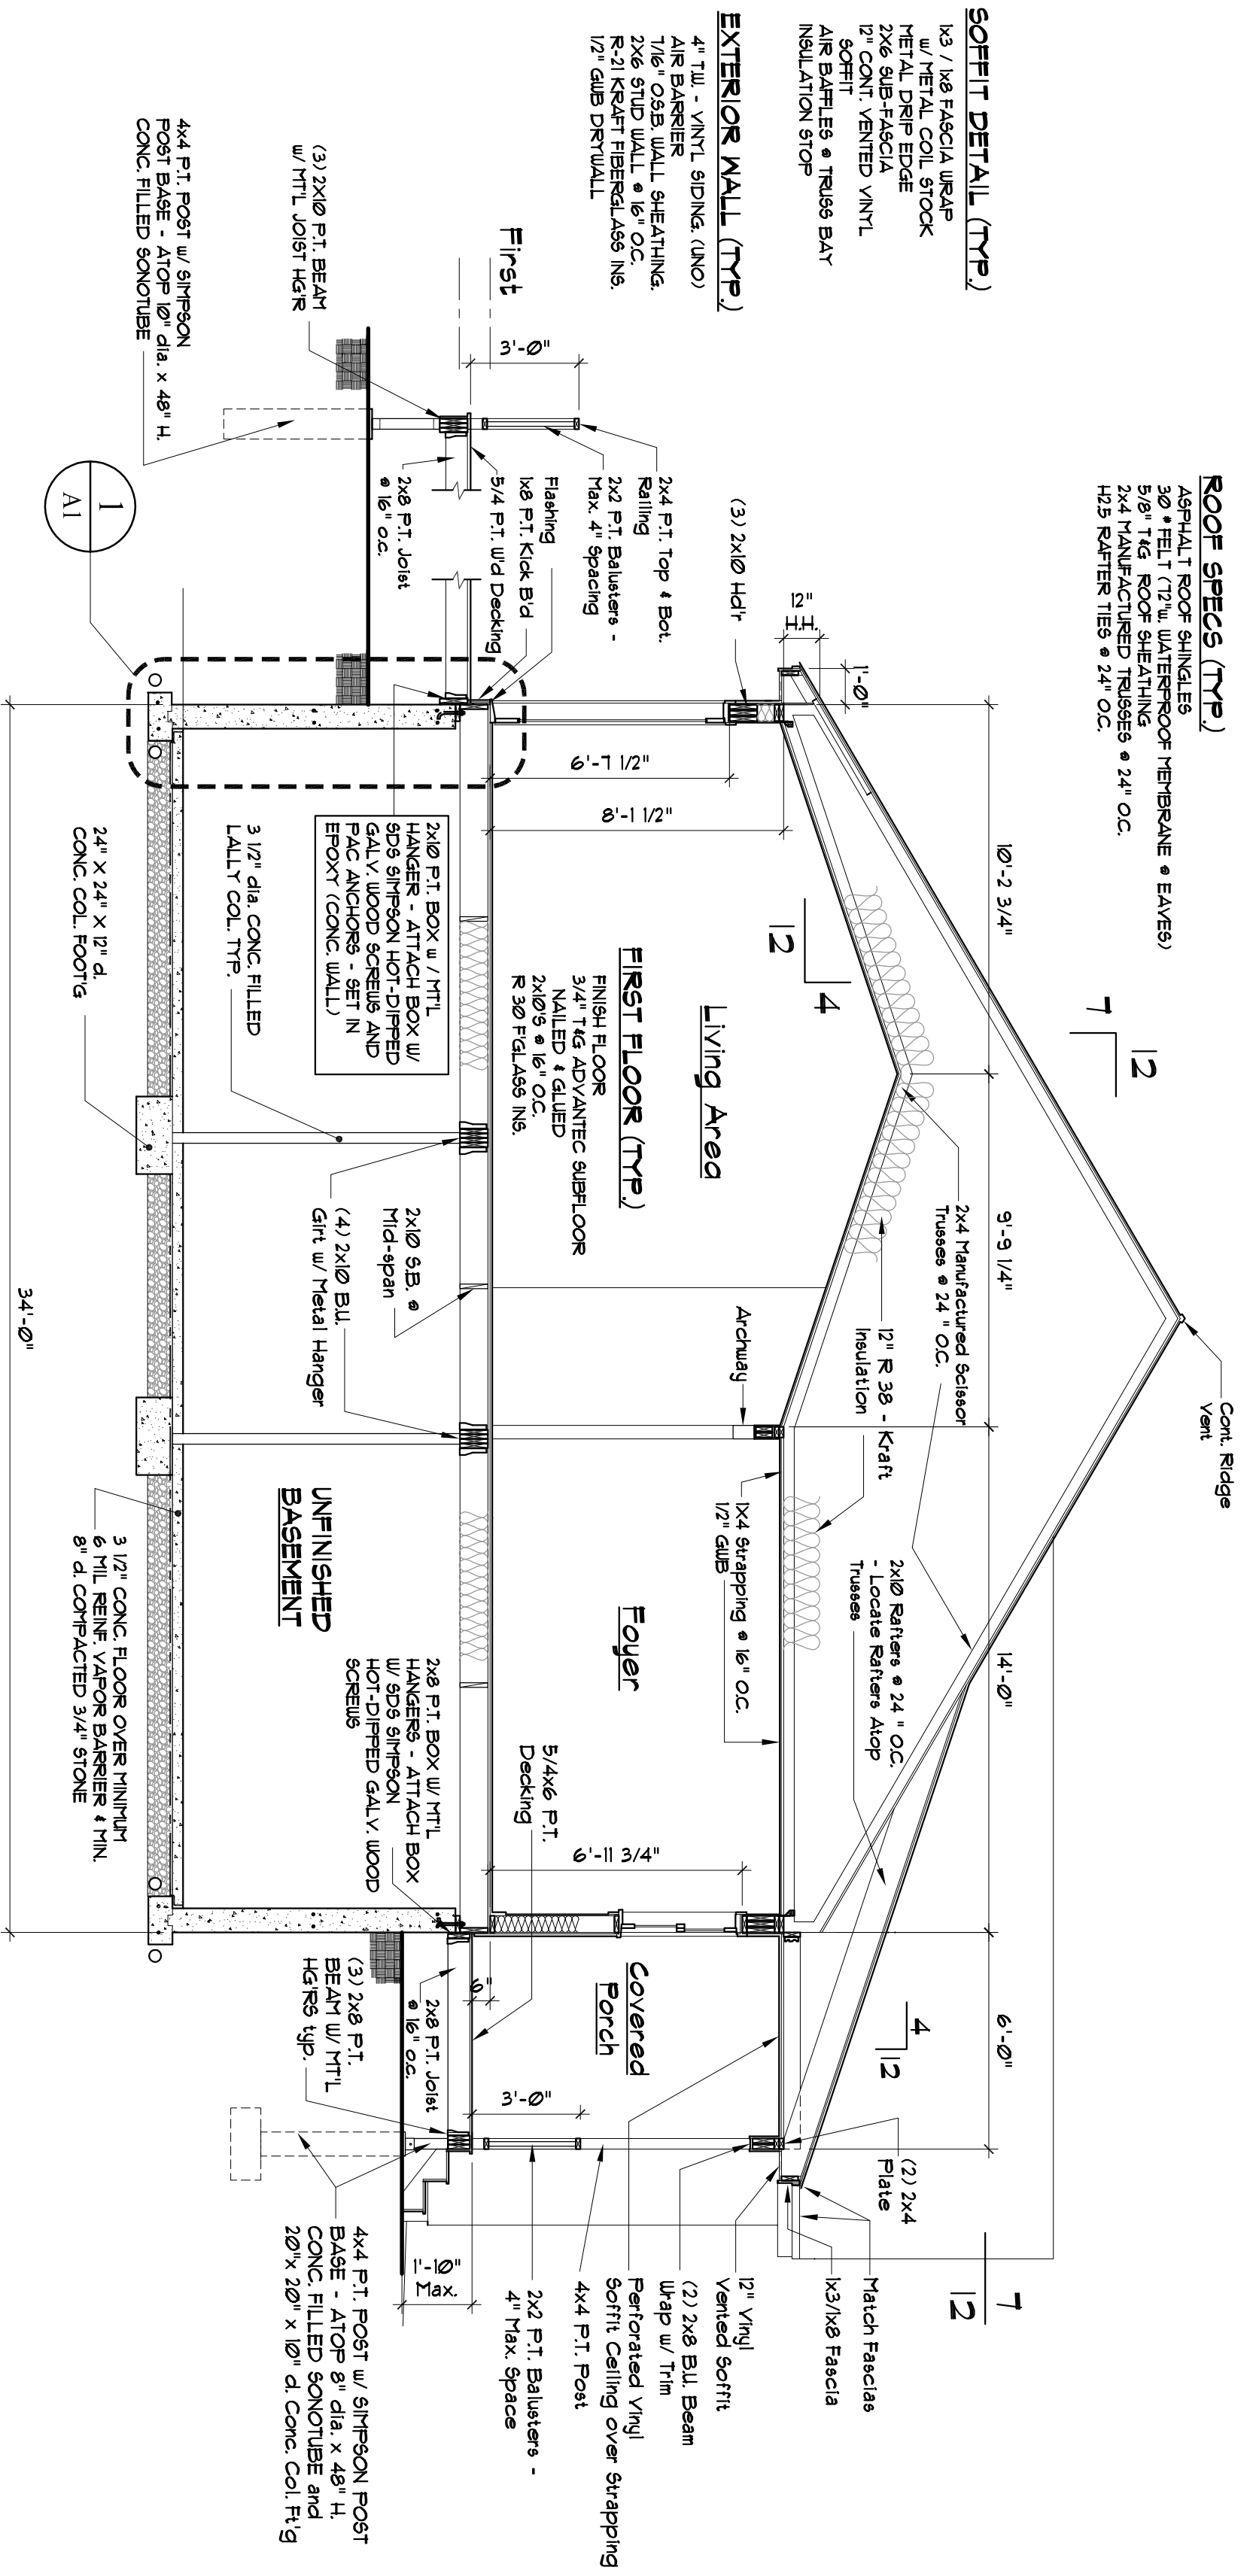 ROOF SPECS (TYP.)
ASPHALT ROOF SHINGLES
30 # FELT (72"w. WATERPROOF MEMBRANE @ EAVES)
5/8" T&G ROOF SHEATHING
2x4 MANUFACTURED TRUSSES @ 24" O.C.
H2.5 RAFTER TIES @ 24" O.C.
SOFFIT DETAIL (TYP.)
1x3 / 1x8 FASCIA WRAP
w/ METAL COIL STOCK
METAL DRIP EDGE
2X6 SUB-FASCIA
12" CONT. VENTED VINYL
SOFFIT
AIR BAFFLES @ TRUSS BAY
INSULATION STOP
EXTERIOR WALL (TYP.)
4" T.W. - VINYL SIDING. (UNO)
AIR BARRIER
7/16" O.S.B. WALL SHEATHING.
2X6 STUD WALL @ 16" O.C.
R-21 KRAFT FIBERGLASS INS.
1/2" GWB DRYWALL
Cont. Ridge
Vent
7
12
10'-2 3/4"
9'-9 1/4"
14'-0"
6'-0"
12"
H.H.
1'-0"
4
12
4
12
7
12
2x4 Manufactured Scissor
Trusses @ 24 " O.C.
12" R 38 - Kraft
Insulation
2x10 Rafters @ 24 " O.C.
- Locate Rafters Atop
Trusses
(2) 2x4
Plate
Match Fascias
1x3/1x8 Fascia
12" Vinyl
Vented Soffit
(2) 2x8 B.U. Beam
Wrap w/ Trim
Perforated Vinyl
Soffit Ceiling over Strapping
4x4 P.T. Post
2x2 P.T. Balusters -
4" Max. Space
(3) 2x10 Hd'r
2x4 P.T. Top & Bot.
Railing
2x2 P.T. Balusters -
Max. 4" Spacing
Flashing
1x8 P.T. Kick B'd
5/4 P.T. W'd Decking
2x8 P.T. Joist
@ 16" o.c.
First
3'-0"
(3) 2X10 P.T. BEAM
w/ MT'L JOIST HG'R
4x4 P.T. POST w/ SIMPSON
POST BASE - ATOP 10" dia. x 48" H.
CONC. FILLED SONOTUBE
1
A1
6'-7 1/2"
8'-1 1/2"
Living Area
Archway
1X4 Strapping @ 16" O.C.
1/2" GWB
Foyer
6'-11 3/4"
Covered
Porch
FIRST FLOOR (TYP.)
FINISH FLOOR
3/4" T&G ADVANTEC SUBFLOOR
NAILED & GLUED
2x10'S @ 16" O.C.
R 30 F'GLASS INS.
5/4x6 P.T.
Decking
3'-0"
6"
1'-10"
Max.
2x10 P.T. BOX w / MT'L
HANGER - ATTACH BOX w/
SDS SIMPSON HOT-DIPPED
GALV. WOOD SCREWS AND
PAC ANCHORS - SET IN
EPOXY (CONC. WALL)
2x10 S.B. @
Mid-span
(4) 2x10 B.U.
Girt w/ Metal Hanger
2x8 P.T. BOX W/ MT'L
HANGERS - ATTACH BOX
W/ SDS SIMPSON
HOT-DIPPED GALV. WOOD
SCREWS
2x8 P.T. Joist
@ 16" o.c.
(3) 2x8 P.T.
BEAM W/ MT'L
HG'RS typ.
4x4 P.T. POST w/ SIMPSON POST
BASE - ATOP 8" dia. x 48" H.
CONC. FILLED SONOTUBE and
20"x 20" x 10" d. Conc. Col. Ft'g
3 1/2" dia. CONC. FILLED
LALLY COL. TYP.
UNFINISHED
BASEMENT
24" X 24" X 12" d.
CONC. COL. FOOT'G
3 1/2" CONC. FLOOR OVER MINIMUM
6 MIL REINF. VAPOR BARRIER & MIN.
8" d. COMPACTED 3/4" STONE
34'-0"